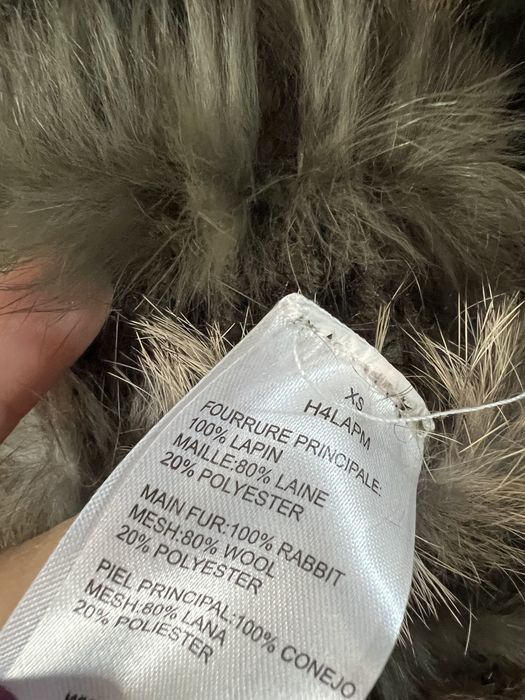 XS
H4LAPM
FOURRURE PRINCIPALE:
100% LAPIN
MAILLE:80% LAINE
20% POLYESTER
MAIN FUR:100% RABBIT
MESH:80% WOOL
20% POLYESTER
PIEL PRINCIPAL:100% CONEJO
MESH:80% LANA
20% POLIESTER